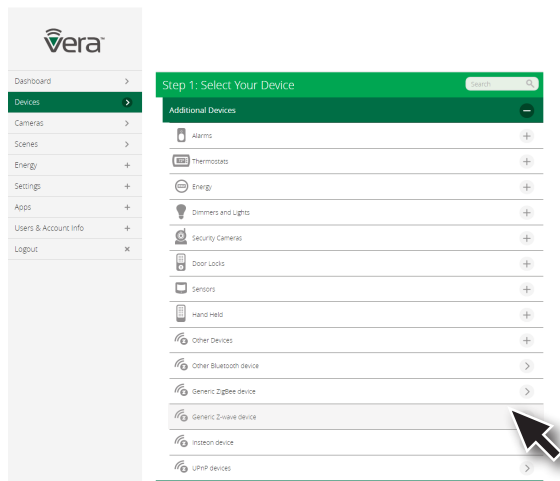 Vera™
Dashboard
Devices
Cameras
Scenes
Energy
Settings
Apps
Users & Account Info
Logout
Step 1: Select Your Device
Search
Additional Devices
Alarms
Thermostats
Energy
Dimmers and Lights
Security Cameras
Door Locks
Sensors
Hand Held
Other Devices
Other Bluetooth device
Generic ZigBee device
Generic Z-wave device
Insteon device
UPnP devices